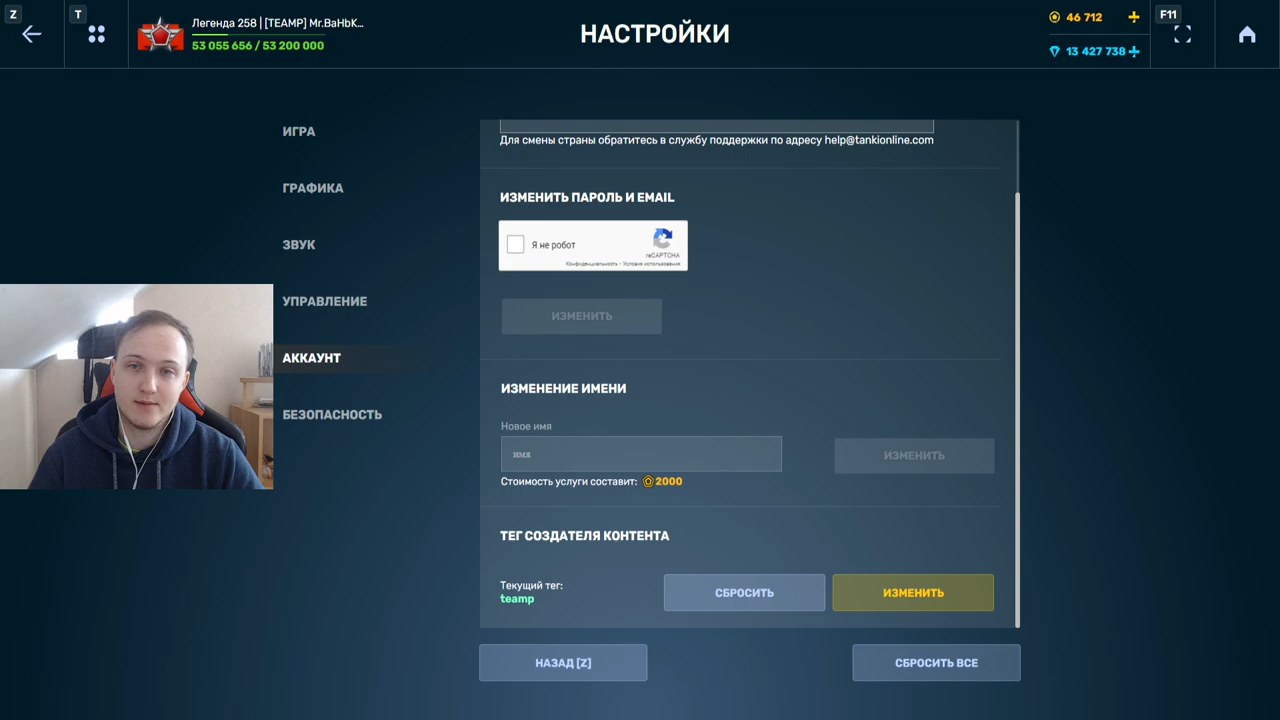 Z
T
Легенда 258 | [TEAMP] Mr.BaHbK...
53 055 656 / 53 200 000
НАСТРОЙКИ
46 712
13 427 738
F11
ИГРА
ГРАФИКА
ЗВУК
УПРАВЛЕНИЕ
АККАУНТ
БЕЗОПАСНОСТЬ
Для смены страны обратитесь в службу поддержки по адресу help@tankionline.com
ИЗМЕНИТЬ ПАРОЛЬ И EMAIL
Я не робот
reCAPTCHA
Конфиденциальность - Условия использования
ИЗМЕНИТЬ
ИЗМЕНЕНИЕ ИМЕНИ
Новое имя
имя
ИЗМЕНИТЬ
Стоимость услуги составит: 2000
ТЕГ СОЗДАТЕЛЯ КОНТЕНТА
Текущий тег:
teamp
СБРОСИТЬ
ИЗМЕНИТЬ
НАЗАД [Z]
СБРОСИТЬ ВСЕ